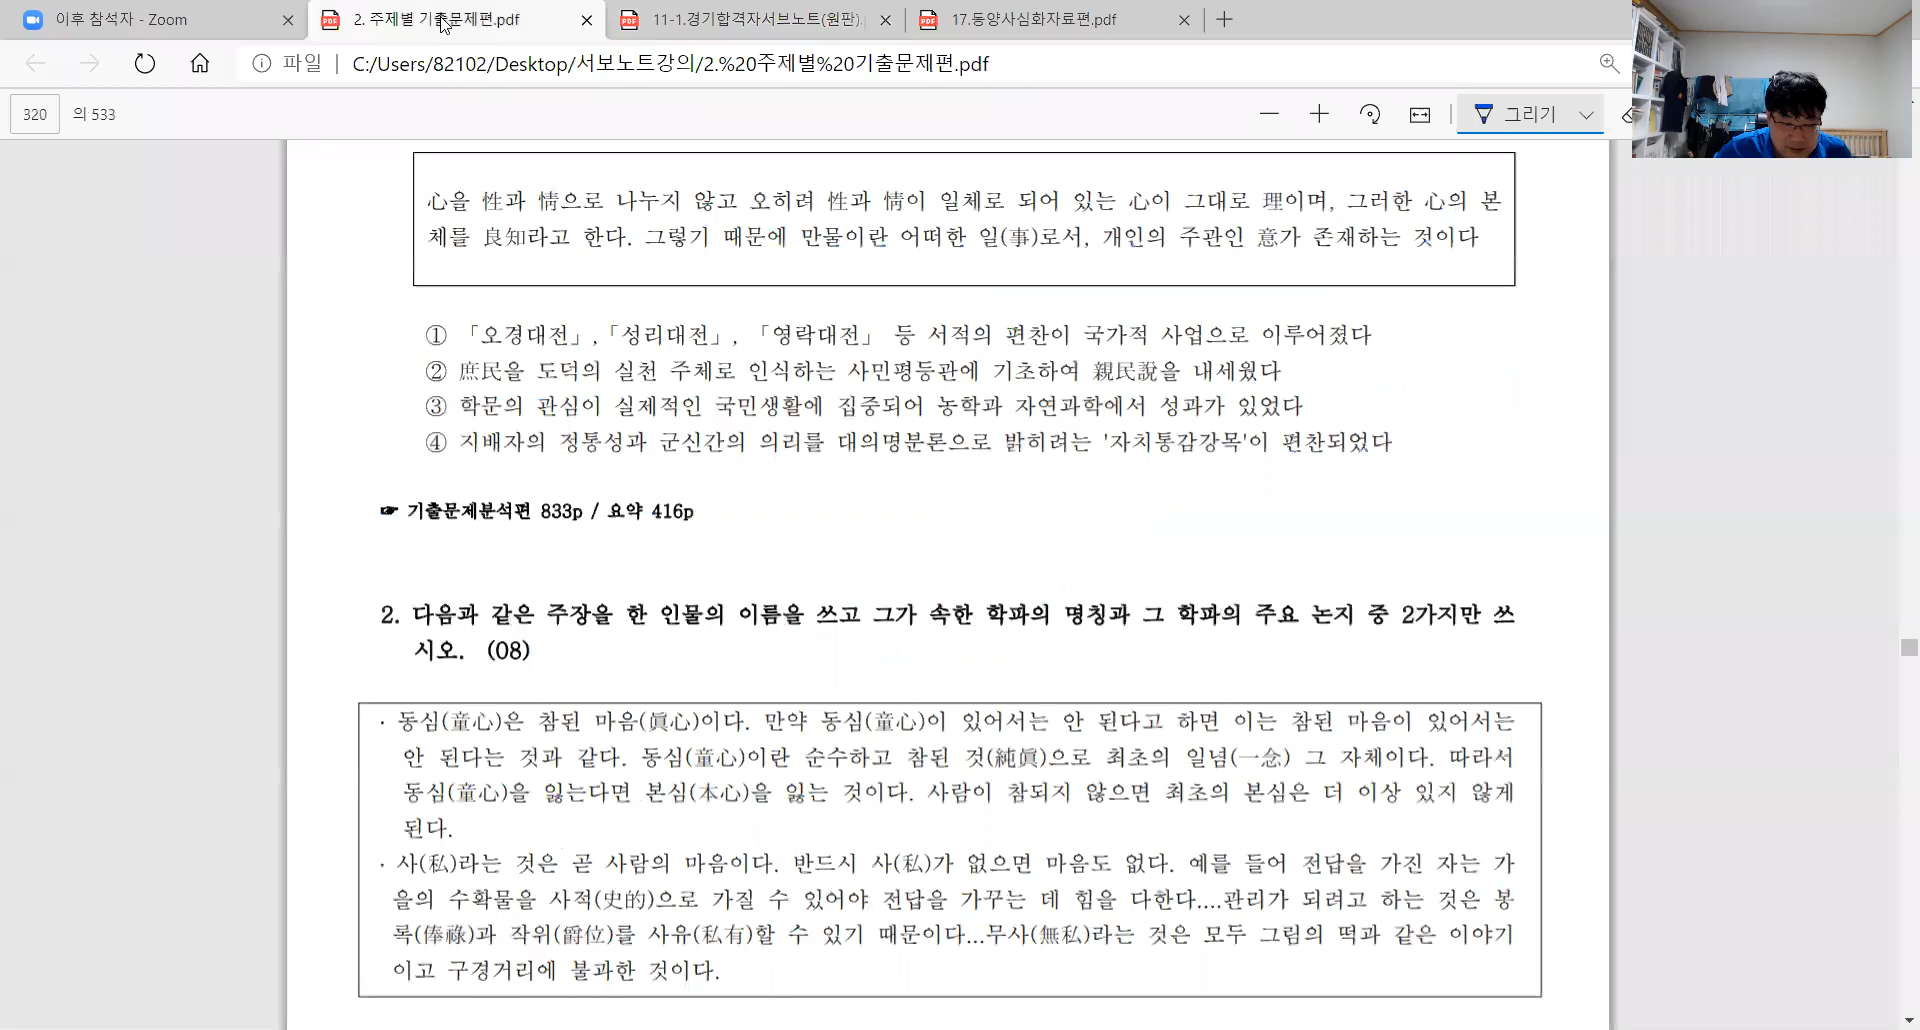 이후 참석자 - Zoom
2. 주제별 기출문제편.pdf
11-1.경기합격자서브노트(원판).
17.동양사심화자료편.pdf
파일
C:/Users/82102/Desktop/서보노트강의/2.%20주제별%20기출문제편.pdf
320 의 533
그리기
心을 性과 情으로 나누지 않고 오히려 性과 情이 일체로 되어 있는 心이 그대로 理이며, 그러한 心의 본
체를 良知라고 한다. 그렇기 때문에 만물이란 어떠한 일(事)로서, 개인의 주관인 意가 존재하는 것이다
① 「오경대전」,「성리대전」, 「영락대전」 등 서적의 편찬이 국가적 사업으로 이루어졌다
② 庶民을 도덕의 실천 주체로 인식하는 사민평등관에 기초하여 親民說을 내세웠다
③ 학문의 관심이 실제적인 국민생활에 집중되어 농학과 자연과학에서 성과가 있었다
④ 지배자의 정통성과 군신간의 의리를 대의명분론으로 밝히려는 '자치통감강목'이 편찬되었다
☛ 기출문제분석편 833p / 요약 416p
2. 다음과 같은 주장을 한 인물의 이름을 쓰고 그가 속한 학파의 명칭과 그 학파의 주요 논지 중 2가지만 쓰
시오. (08)
· 동심(童心)은 참된 마음(眞心)이다. 만약 동심(童心)이 있어서는 안 된다고 하면 이는 참된 마음이 있어서는
안 된다는 것과 같다. 동심(童心)이란 순수하고 참된 것(純眞)으로 최초의 일념(一念) 그 자체이다. 따라서
동심(童心)을 잃는다면 본심(本心)을 잃는 것이다. 사람이 참되지 않으면 최초의 본심은 더 이상 있지 않게
된다.
· 사(私)라는 것은 곧 사람의 마음이다. 반드시 사(私)가 없으면 마음도 없다. 예를 들어 전답을 가진 자는 가
을의 수확물을 사적(史的)으로 가질 수 있어야 전답을 가꾸는 데 힘을 다한다....관리가 되려고 하는 것은 봉
록(俸祿)과 작위(爵位)를 사유(私有)할 수 있기 때문이다...무사(無私)라는 것은 모두 그림의 떡과 같은 이야기
이고 구경거리에 불과한 것이다.